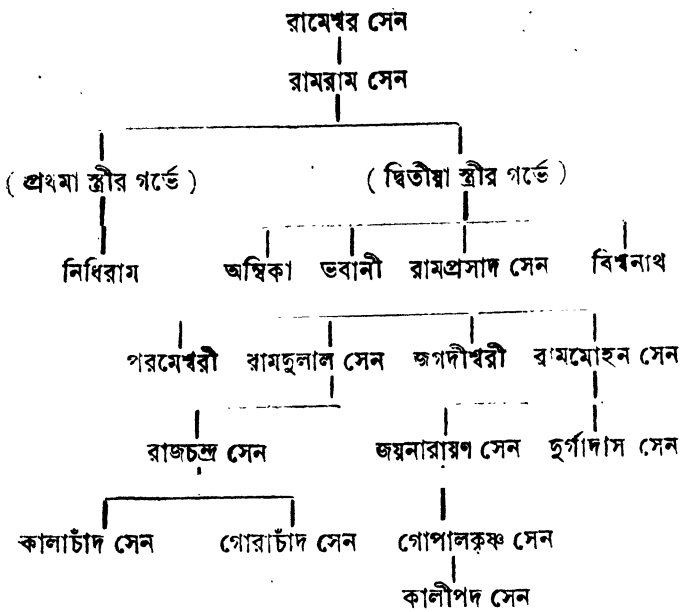 রামেশ্বর সেন
রামরাম সেন
( প্রথমা স্ত্রীর গর্ভে ) ( দ্বিতীয়া স্ত্রীর গর্ভে )
নিধিরাম অম্বিকা ভবানী রামপ্রসাদ সেন বিশ্বনাথ
পরমেশ্বরী রামদুলাল সেন জগদীশ্বরী রামমোহন সেন
রাজচন্দ্র সেন জয়নারায়ণ সেন দুর্গাদাস সেন
কালাচাঁদ সেন গোরাচাঁদ সেন গোপালকৃষ্ণ সেন
কালীপদ সেন